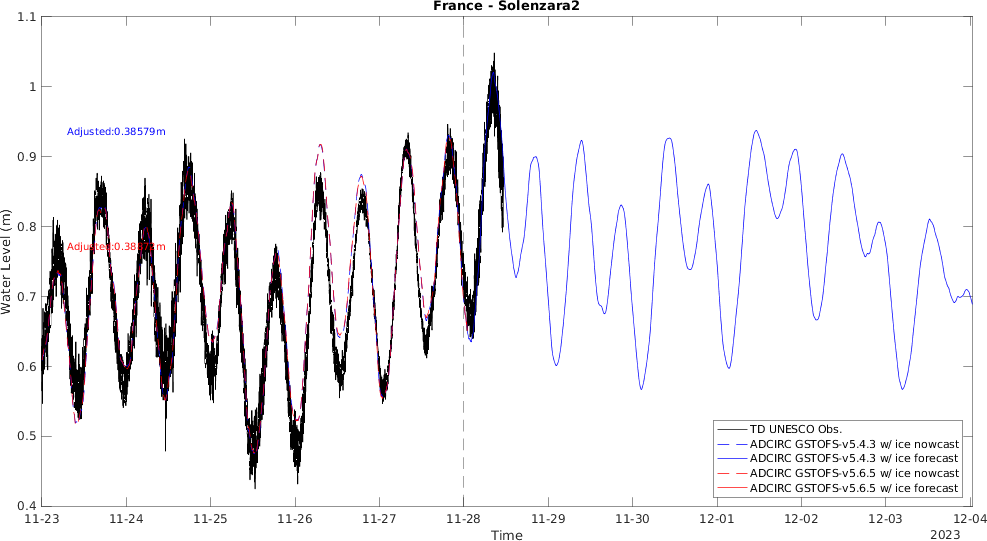 France - Solenzara2
Water Level (m)
1.1
1
0.9
0.8
0.7
0.6
0.5
0.4
Adjusted:0.38579m
TD UNESCO Obs.
ADCIRC GSTOFS-v5.4.3 w/ ice nowcast
ADCIRC GSTOFS-v5.4.3 w/ ice forecast
ADCIRC GSTOFS-v5.6.5 w/ ice nowcast
ADCIRC GSTOFS-v5.6.5 w/ ice forecast
11-23 11-24 11-25 11-26 11-27 11-28 11-29 11-30 12-01 12-02 12-03 12-04
Time
2023